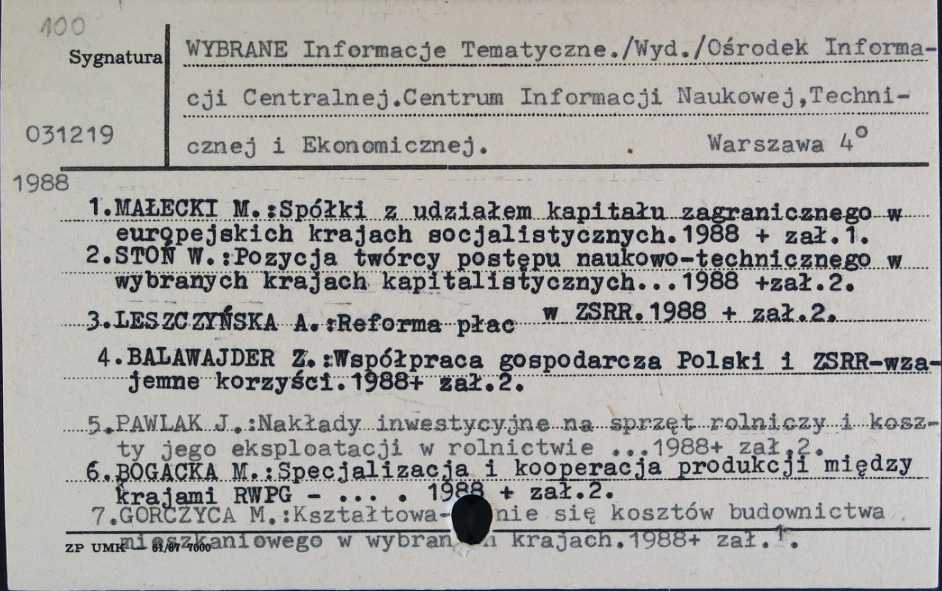 100
Sygnatura
WYBRANE Informacje Tematyczne./Wyd./Ośrodek Informa-
cji Centralnej.Centrum Informacji Naukowej,Techni-
031219
cznej i Ekonomicznej. Warszawa 4°
1988
1.MAŁECKI M.:Spółki z udziałem kapitału zagranicznego w
europejskich krajach socjalistycznych.1988 + zał.1.
2.STOŃ W.:Pozycja twórcy postępu naukowo-technicznego w
wybranych krajach kapitalistycznych...1988 +zał.2.
3.LESZCZYŃSKA A.:Reforma płac w ZSRR.1988 + zał.2.
4.BALAWAJDER Z.:Współpraca gospodarcza Polski i ZSRR-wza-
jemne korzyści.1988+ zał.2.
5.PAWLAK J.:Nakłady inwestycyjne na sprzęt rolniczy i kosz-
ty jego eksploatacji w rolnictwie ...1988+ zał.2.
6.BOGACKA M.:Specjalizacja i kooperacja produkcji między
krajami RWPG - ... . 1988 + zał.2.
7.GORCZYCA M.:Kształtowa-nie się kosztów budownictwa
mieszkaniowego w wybranych krajach.1988+ zał.1.
ZP UMK — 61/87 7000